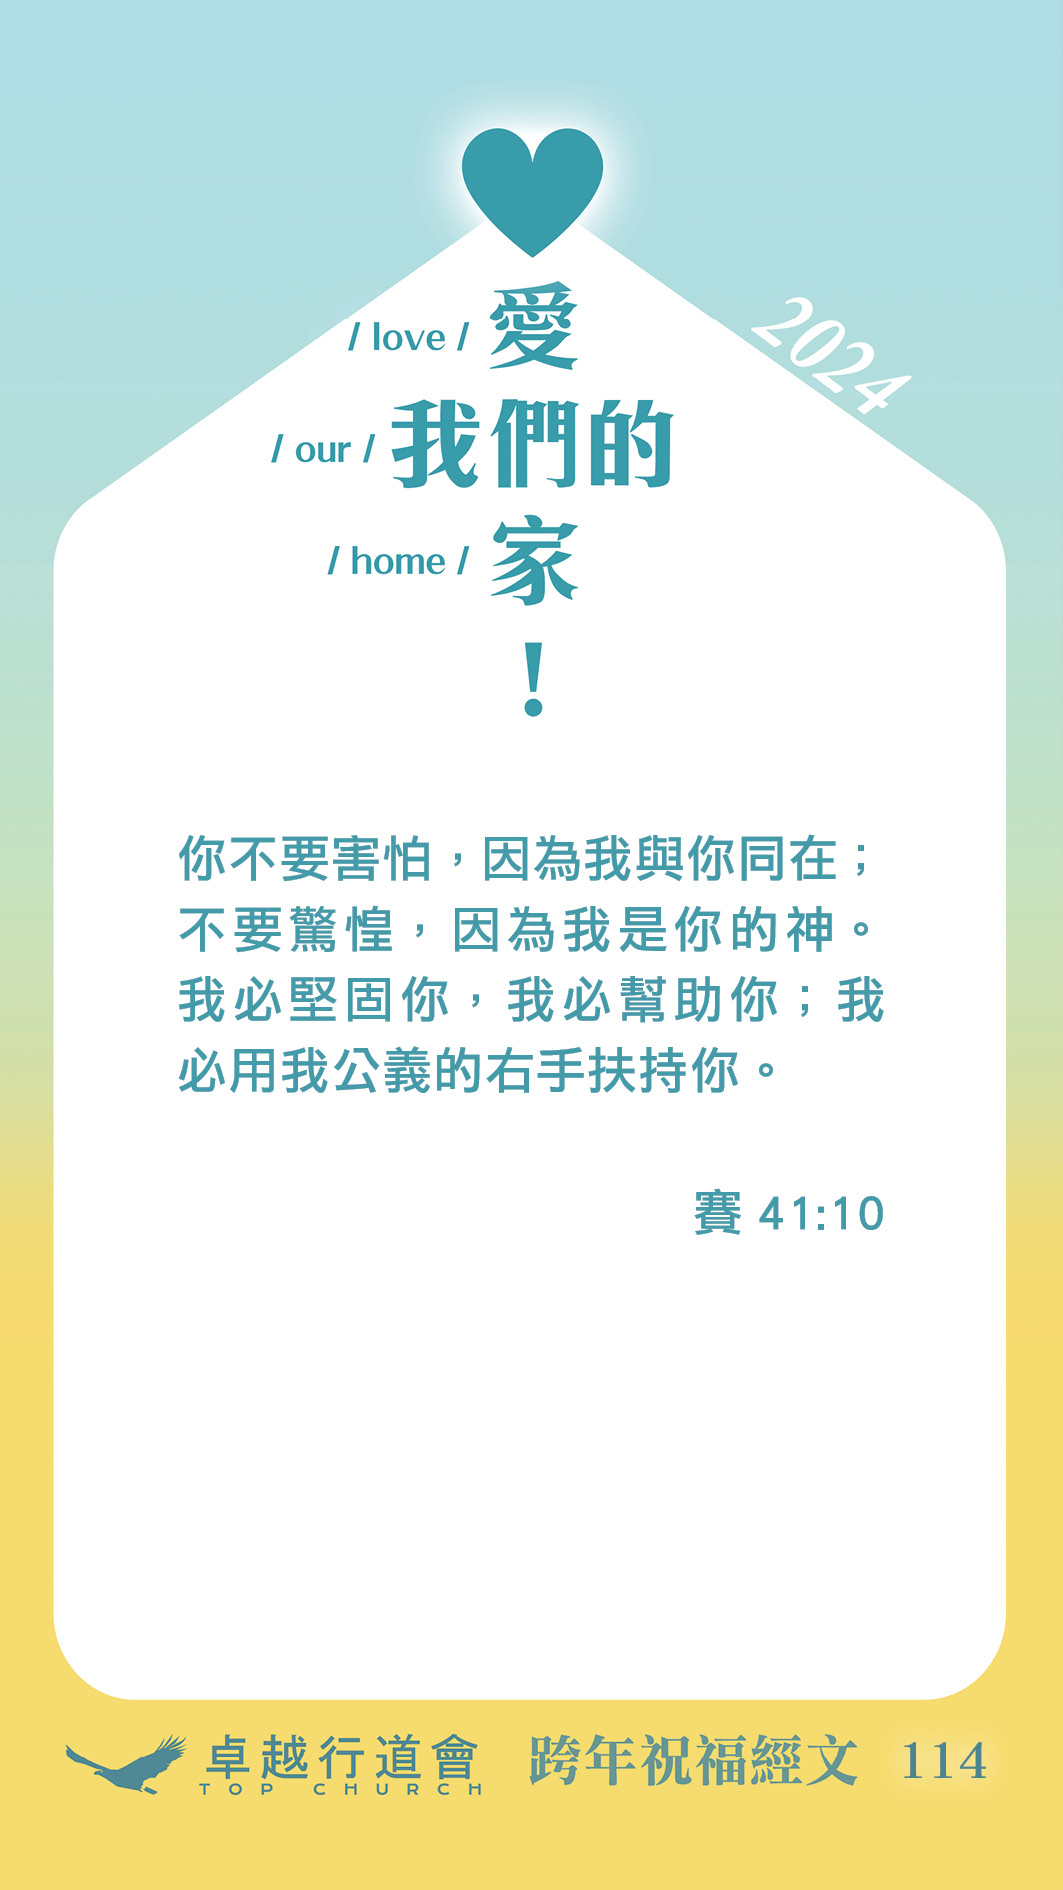 2024
/ love / 愛
/ our / 我們的
/ home / 家
！
你不要害怕，因為我與你同在；
不要驚惶，因為我是你的神。
我必堅固你，我必幫助你；我
必用我公義的右手扶持你。
賽 41:10
卓越行道會
TOP CHURCH
跨年祝福經文 114